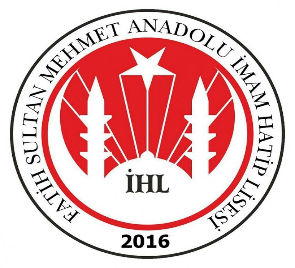 FATİH SULTAN MEHMET ANADOLU İMAM HATİP LİSESİ
İHL
2016